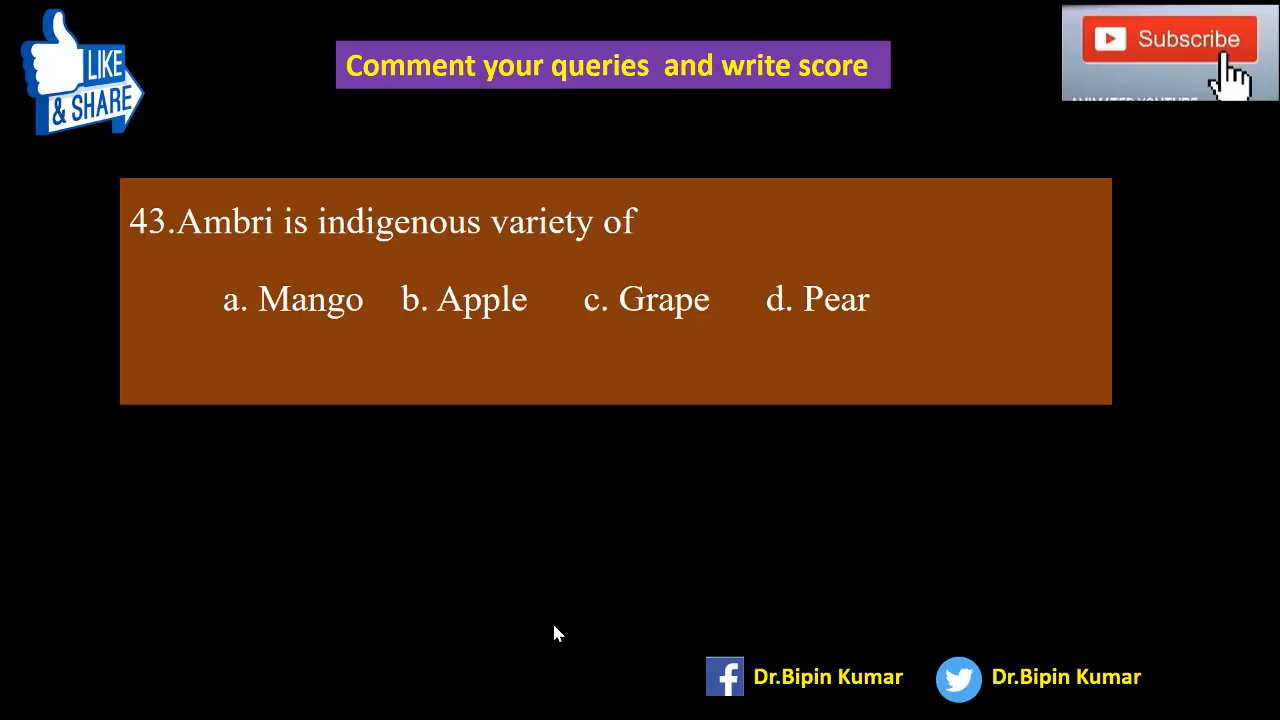 LIKE
& SHARE
Comment your queries and write score
Subscribe
43.Ambri is indigenous variety of
a. Mango b. Apple c. Grape d. Pear
Dr.Bipin Kumar Dr.Bipin Kumar